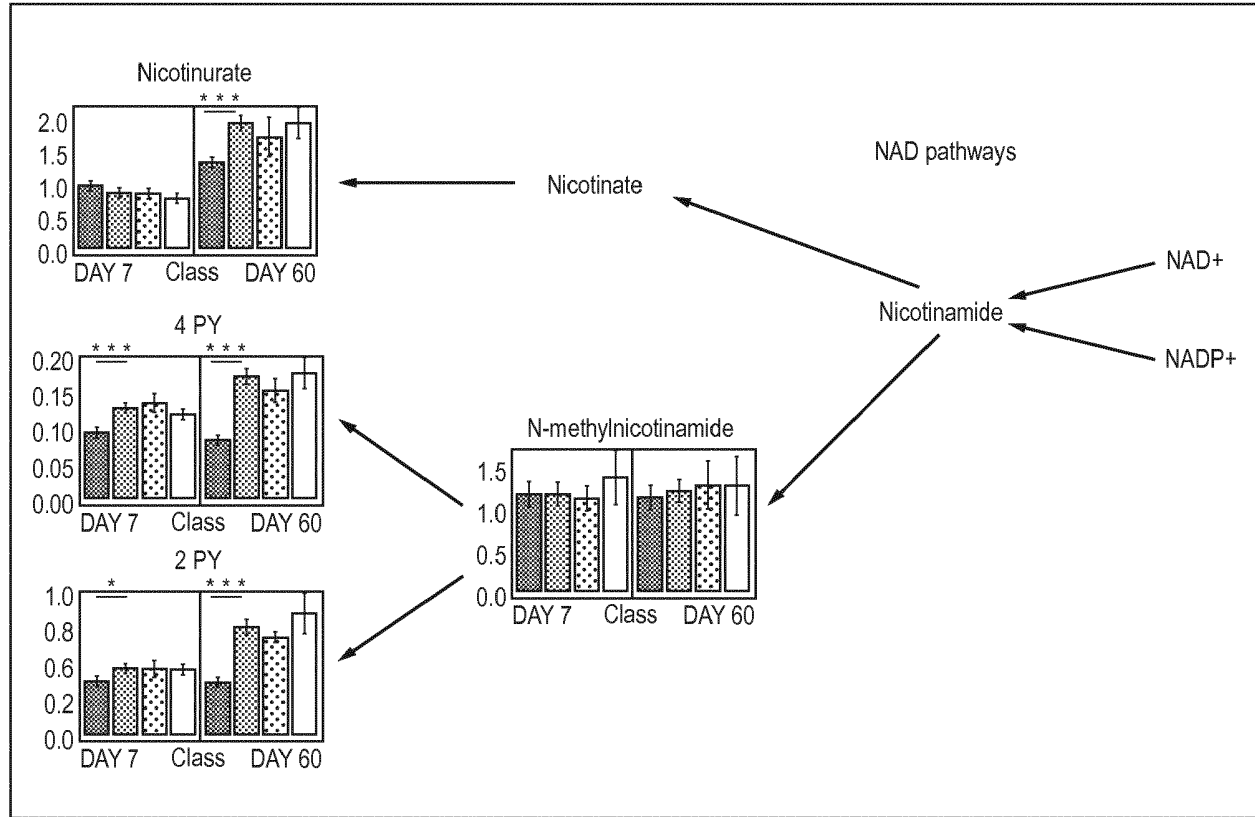 Nicotinurate
* * *
2.0
1.5
1.0
0.5
0.0
DAY 7 Class DAY 60
Nicotinate
NAD pathways
NAD+
Nicotinamide
NADP+
4 PY
* * * * * *
0.20
0.15
0.10
0.05
0.00
DAY 7 Class DAY 60
N-methylnicotinamide
1.5
1.0
0.5
0.0
DAY 7 Class DAY 60
2 PY
* * * *
1.0
0.8
0.6
0.2
0.0
DAY 7 Class DAY 60